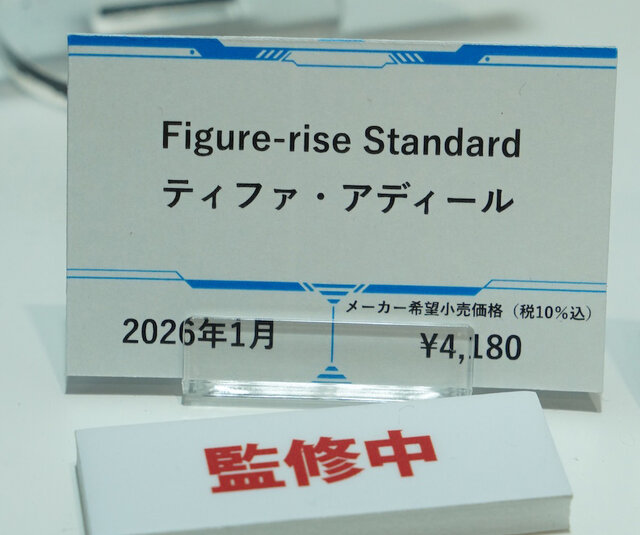 Figure-rise Standard
ティファ・アディール
メーカー希望小売価格（税10%込）
2026年1月
¥4,180
監修中